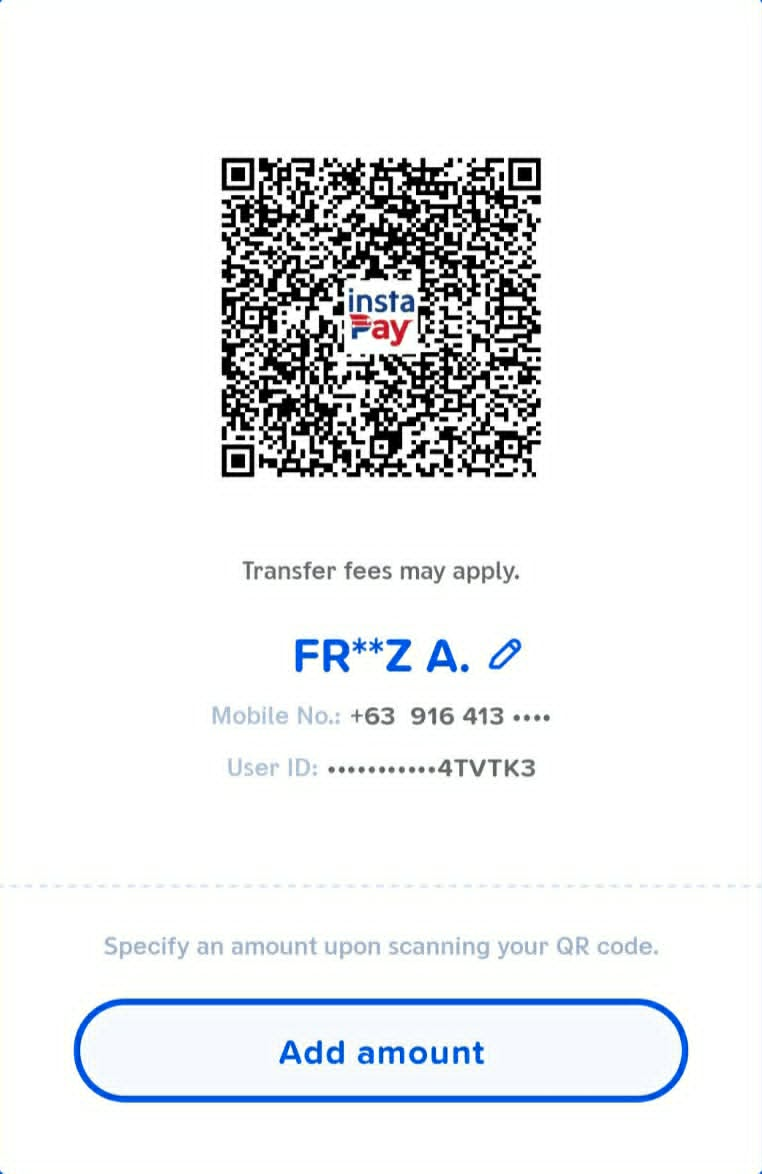 insta
Pay
Transfer fees may apply.
FR**Z A.
Mobile No.: +63 916 413 ••••
User ID: •••••••••••4TVTK3
Specify an amount upon scanning your QR code.
Add amount